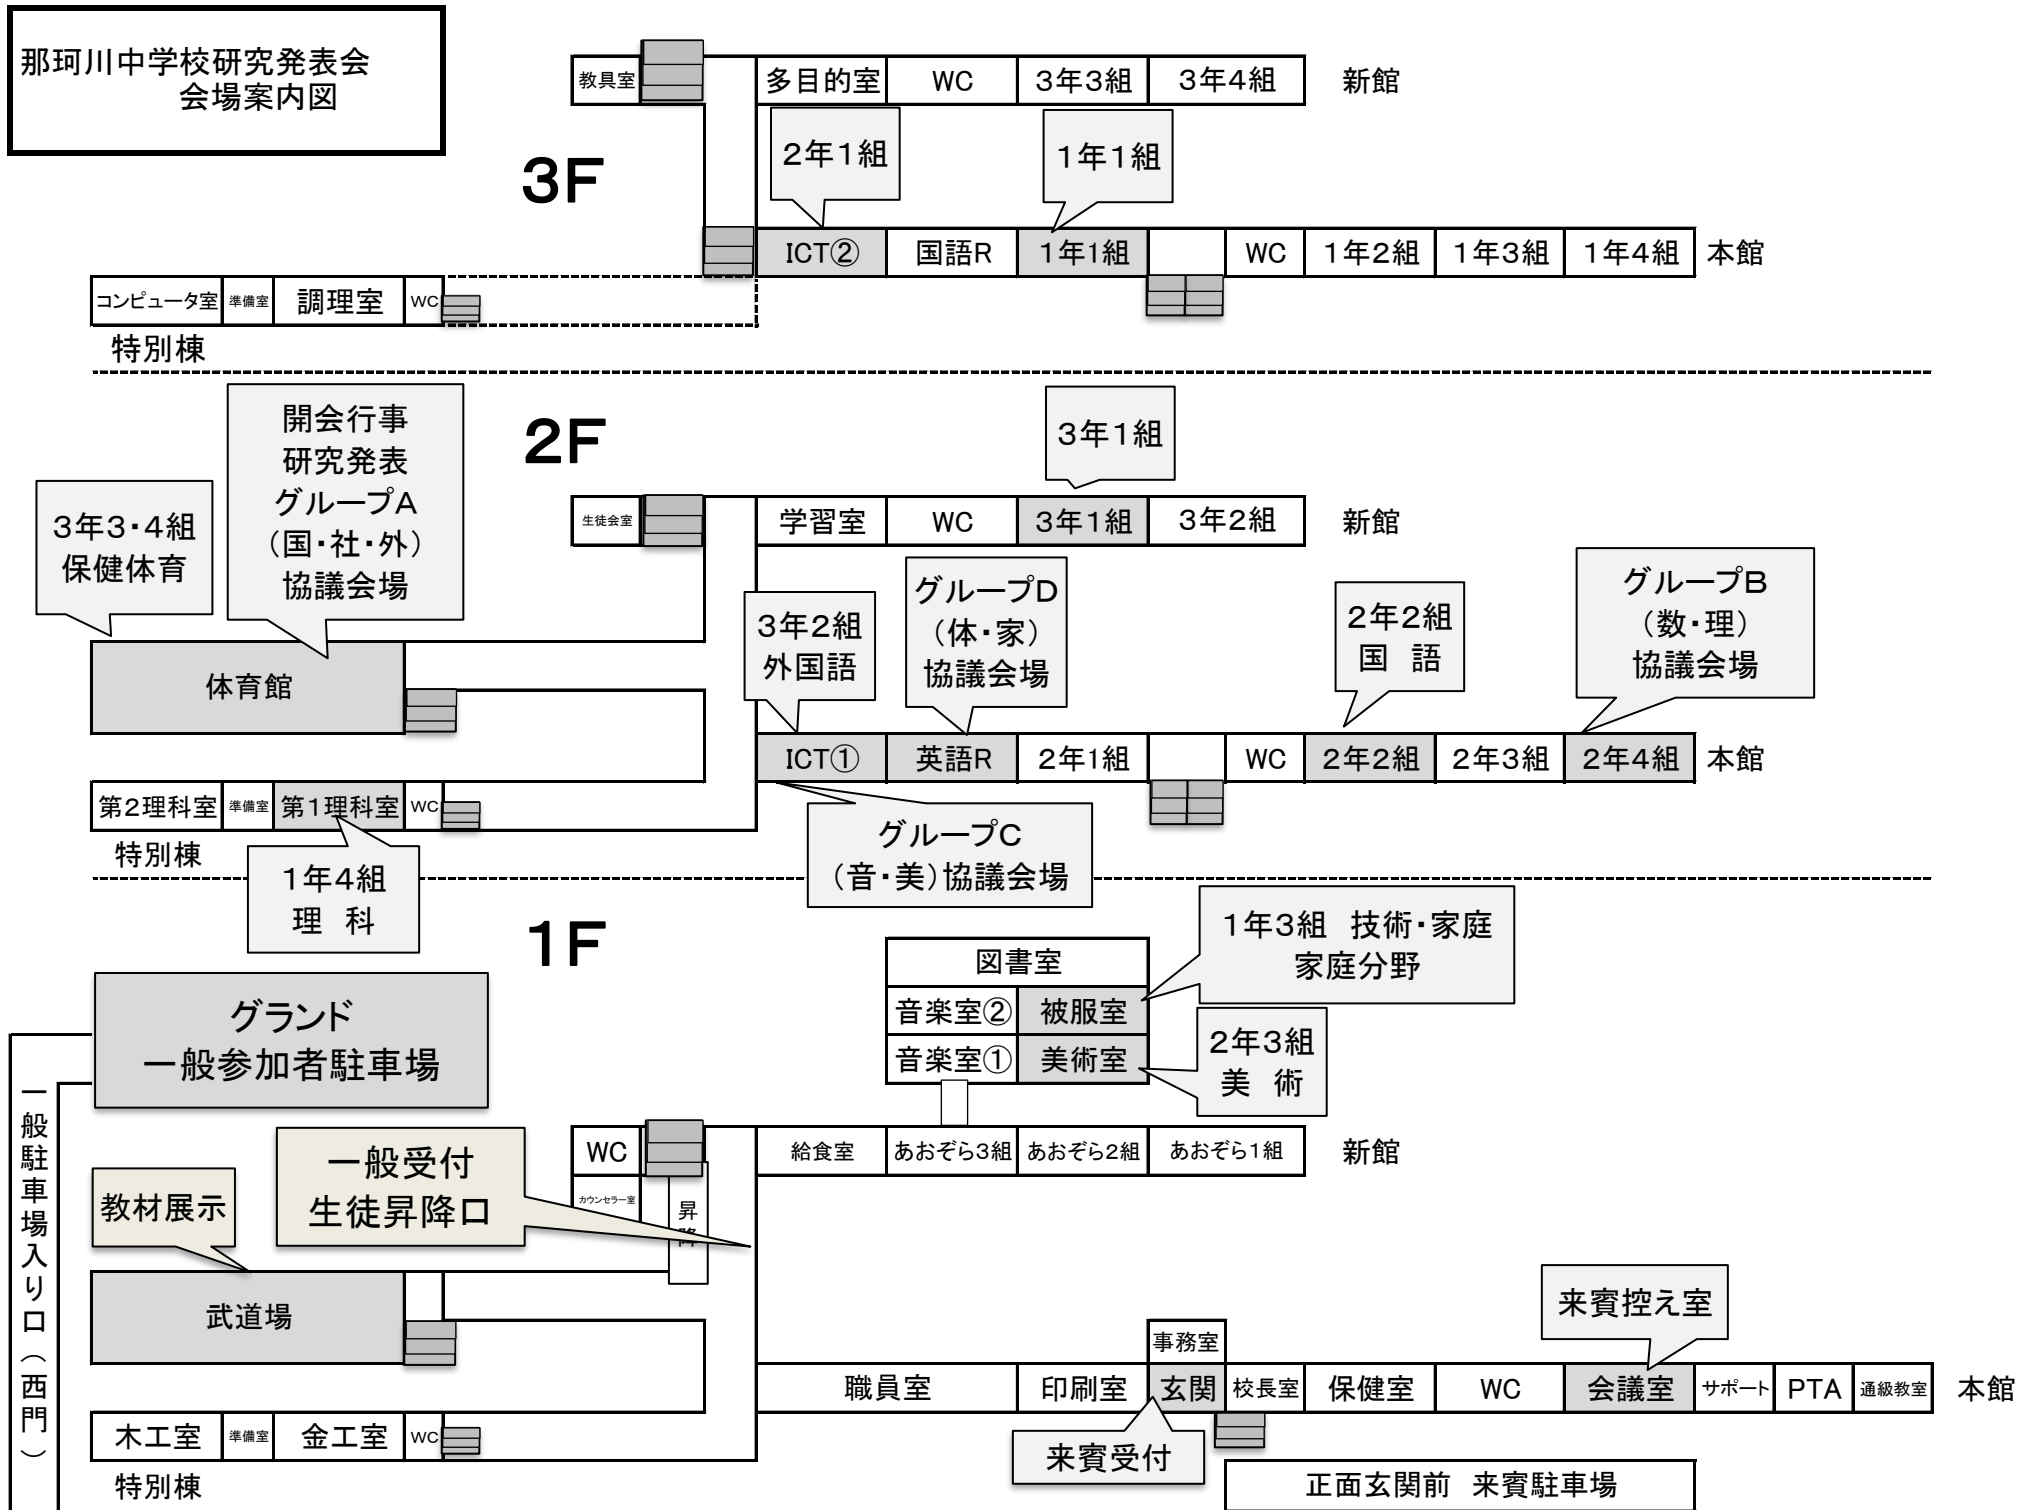 那珂川中学校研究発表会
会場案内図
教具室
多目的室
WC
3年3組
3年4組
新館
2年1組
1年1組
3F
ICT②
国語R
1年1組
WC
1年2組
1年3組
1年4組
本館
コンピュータ室
準備室
調理室
WC
特別棟
開会行事
研究発表
グループA
（国・社・外）
協議会場
2F
3年1組
3年3・4組
保健体育
生徒会室
学習室
WC
3年1組
3年2組
新館
3年2組
外国語
グループD
（体・家）
協議会場
2年2組
国 語
グループB
（数・理）
協議会場
体育館
ICT①
英語R
2年1組
WC
2年2組
2年3組
2年4組
本館
第2理科室
準備室
第1理科室
WC
特別棟
1年4組
理 科
グループC
（音・美）協議会場
1F
1年3組 技術・家庭
家庭分野
図書室
音楽室②
被服室
音楽室①
美術室
2年3組
美 術
グランド
一般参加者駐車場
一般駐車場入り口（西門）
WC
給食室
あおぞら3組
あおぞら2組
あおぞら1組
新館
一般受付
生徒昇降口
カウンセラー室
昇降
教材展示
武道場
来賓控え室
事務室
職員室
印刷室
玄関
校長室
保健室
WC
会議室
サポート
PTA
通級教室
本館
木工室
準備室
金工室
WC
特別棟
来賓受付
正面玄関前 来賓駐車場